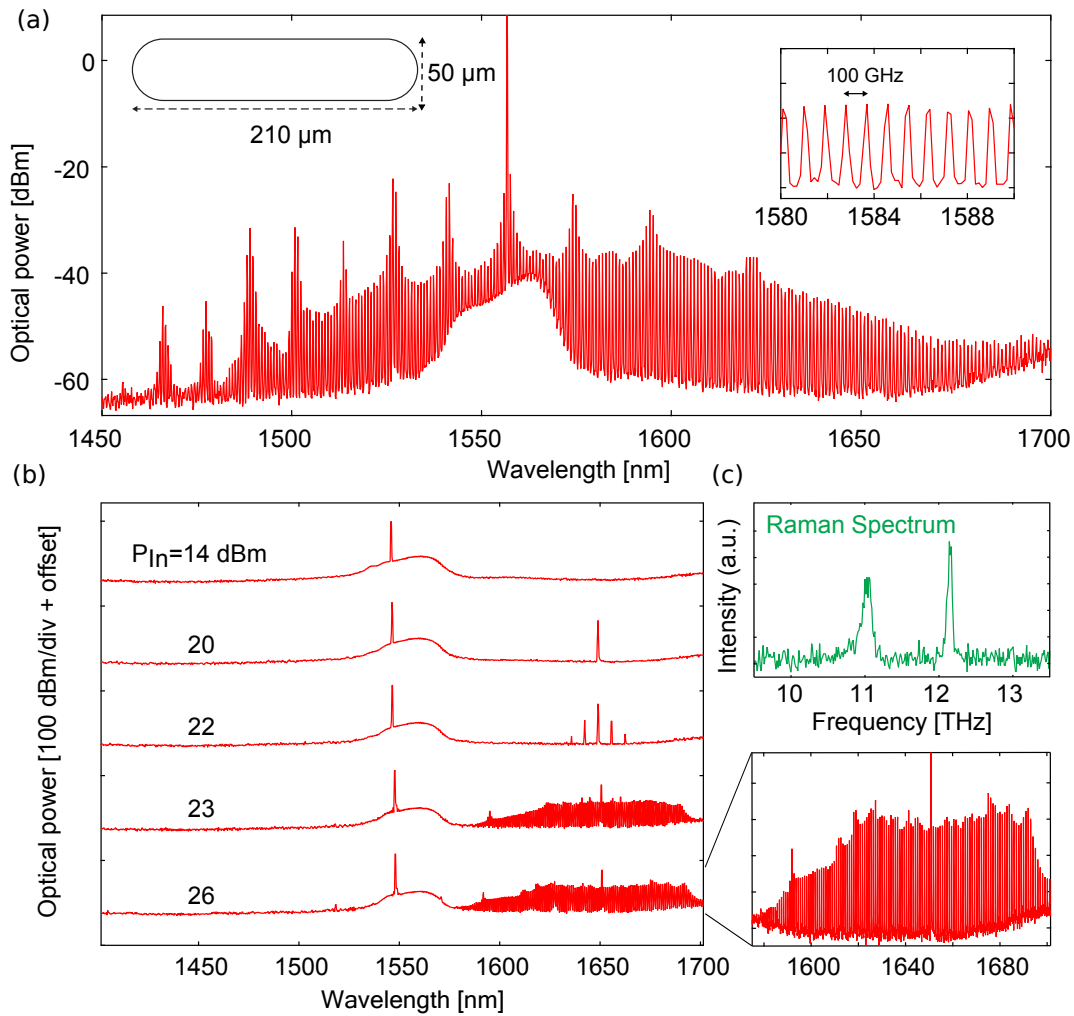 (a)
Optical power [dBm]
0
-20
-40
-60
50 µm
210 µm
100 GHz
1580
1584
1588
1450
1500
1550
1600
1650
1700
Wavelength [nm]
(b)
Optical power [100 dBm/div + offset]
PIn=14 dBm
20
22
23
26
1450
1500
1550
1600
1650
1700
Wavelength [nm]
(c)
Raman Spectrum
Intensity (a.u.)
10
11
12
13
Frequency [THz]
1600
1640
1680